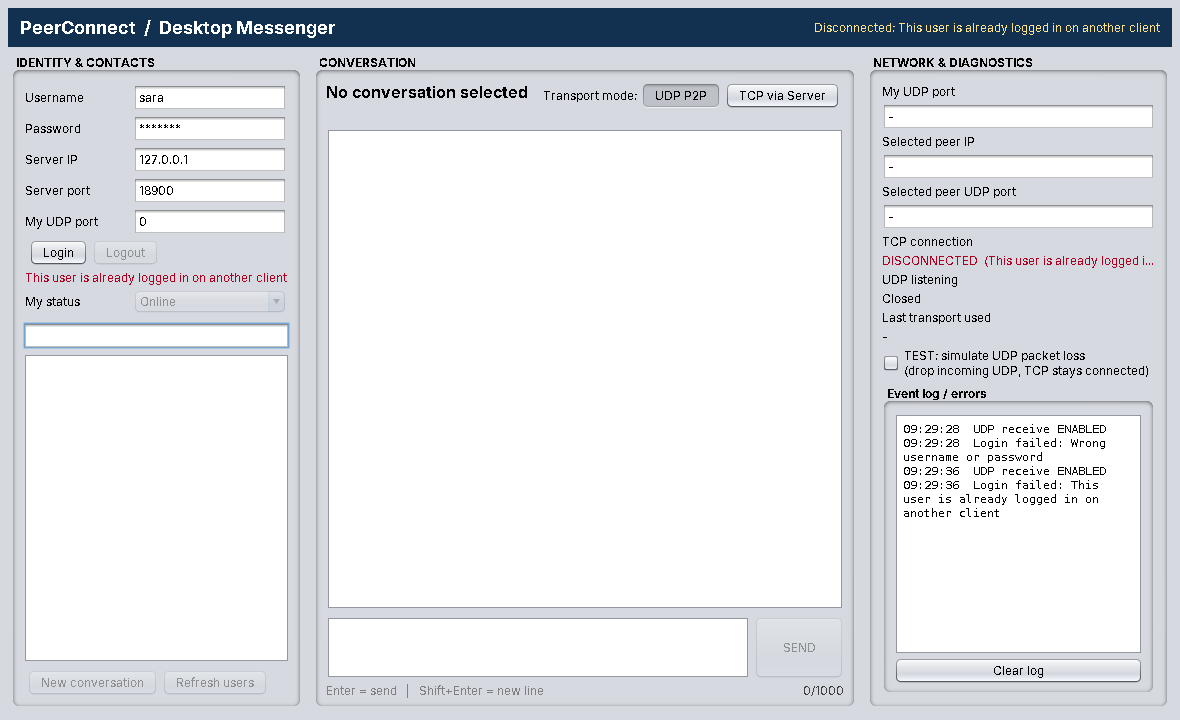 PeerConnect / Desktop Messenger
Disconnected: This user is already logged in on another client
IDENTITY & CONTACTS
Username
sara
Password
*******
Server IP
127.0.0.1
Server port
18900
My UDP port
0
Login
Logout
This user is already logged in on another client
My status
Online
New conversation
Refresh users
CONVERSATION
No conversation selected
Transport mode:
UDP P2P
TCP via Server
SEND
Enter = send | Shift+Enter = new line
0/1000
NETWORK & DIAGNOSTICS
My UDP port
-
Selected peer IP
-
Selected peer UDP port
-
TCP connection
DISCONNECTED (This user is already logged i...
UDP listening
Closed
Last transport used
-
TEST: simulate UDP packet loss
(drop incoming UDP, TCP stays connected)
Event log / errors
09:29:28 UDP receive ENABLED
09:29:28 Login failed: Wrong
username or password
09:29:36 UDP receive ENABLED
09:29:36 Login failed: This
user is already logged in on
another client
Clear log